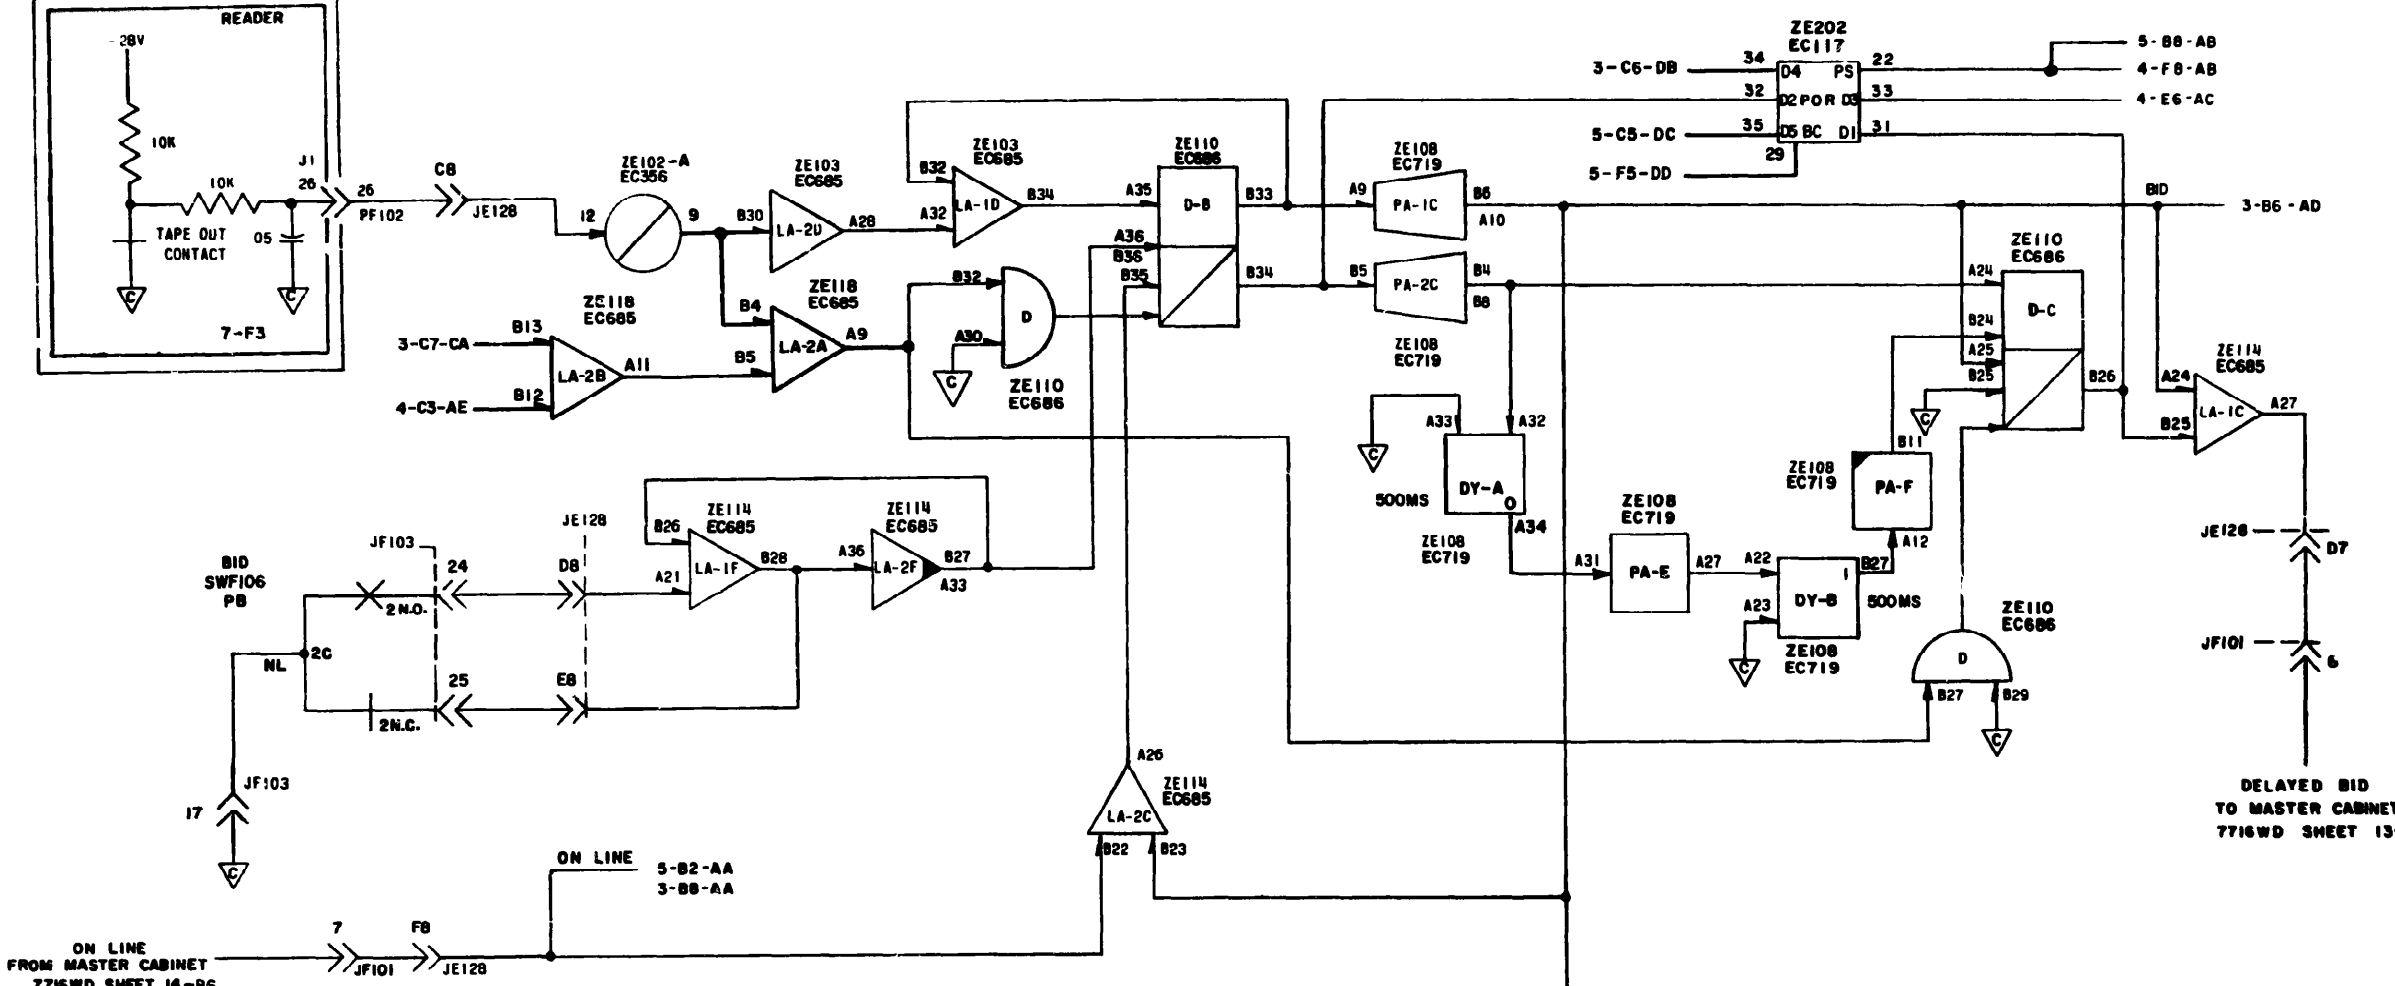 READER
- 28V
10K
10K
J1
26
26
PF102
TAPE OUT
CONTACT
05
C
C
7-F3
C8
JE128
ZE102-A
EC356
12
9
ZE103
EC685
B30
LA-2D
A28
ZE103
EC685
B32
A32
LA-1D
B34
ZE110
EC686
A35
D-B
B33
A36
B36
B35
B34
ZE108
EC719
A9
PA-1C
B6
A10
B5
PA-2C
B4
B8
ZE108
EC719
ZE202
EC117
3-C6-DB
34
D4
PS
22
32
D2
POR
D3
33
5-C5-DC
35
D5
BC
D1
31
29
5-F5-DD
5-B8-AB
4-F8-AB
4-E6-AC
BID
3-B6-AD
ZE118
EC685
3-C7-CA
B13
LA-2B
A11
4-C3-AE
B12
ZE118
EC685
B4
B5
LA-2A
A9
B32
A30
D
C
ZE110
EC686
ZE110
EC686
A24
D-C
B24
A25
B25
B26
C
ZE114
EC685
A24
LA-1C
A27
B25
A33
A32
C
500MS
DY-A
O
A34
ZE108
EC719
ZE108
EC719
A31
PA-E
A27
A22
A23
DY-B
1
B27
500MS
C
ZE108
EC719
ZE108
EC719
B11
PA-F
A12
ZE110
EC686
D
B27
B29
C
JE128
D7
JF101
6
DELAYED BID
TO MASTER CABINET
7716WD SHEET 13-
BID
SWF106
PB
JF103
24
D8
JE128
2 N.O.
2C
NL
25
E8
2N.C.
JF103
17
C
ZE114
EC685
B26
A21
LA-1F
B28
ZE114
EC685
A36
LA-2F
B27
A33
A26
ZE114
EC685
LA-2C
B22
B23
ON LINE
5-B2-AA
3-B8-AA
ON LINE
FROM MASTER CABINET
7716WD SHEET 14-B6
7
JF101
F8
JE128